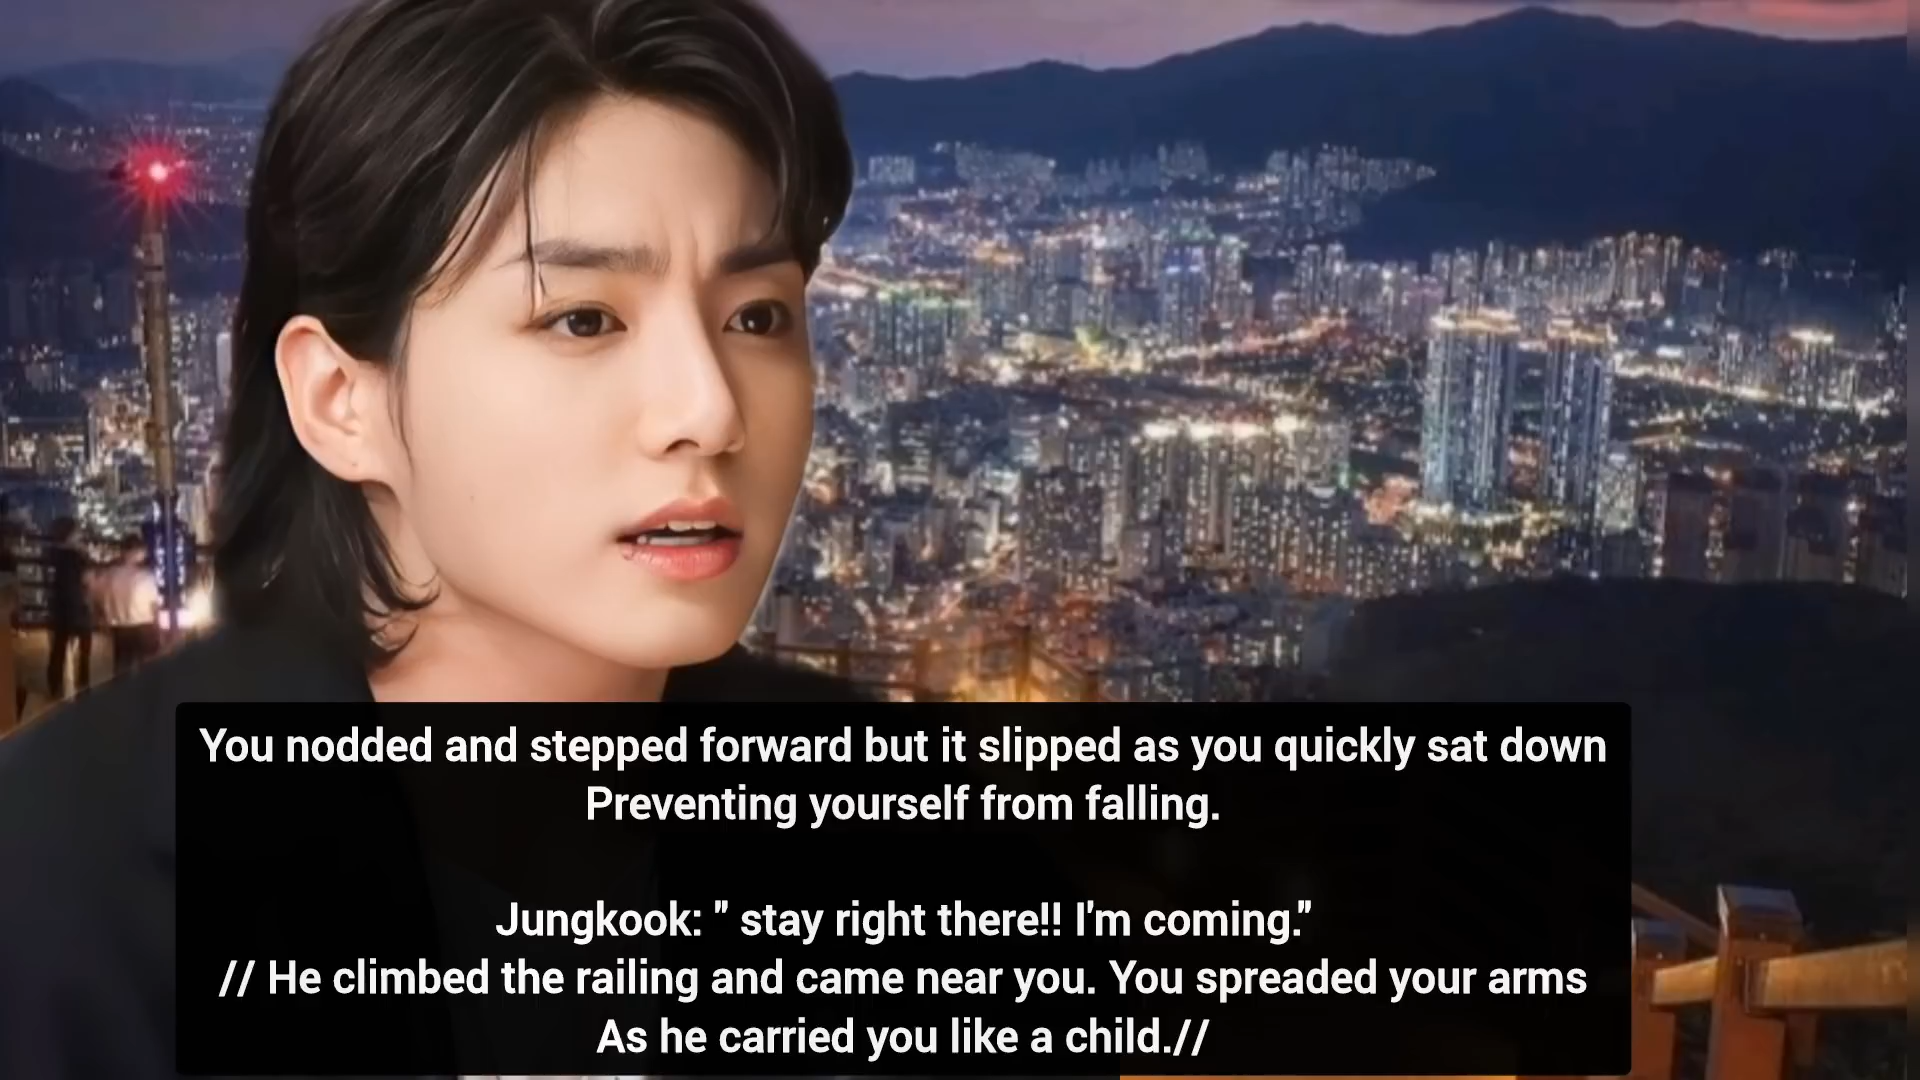 You nodded and stepped forward but it slipped as you quickly sat down
Preventing yourself from falling.
Jungkook: " stay right there!! I'm coming."
// He climbed the railing and came near you. You spreaded your arms
As he carried you like a child.//